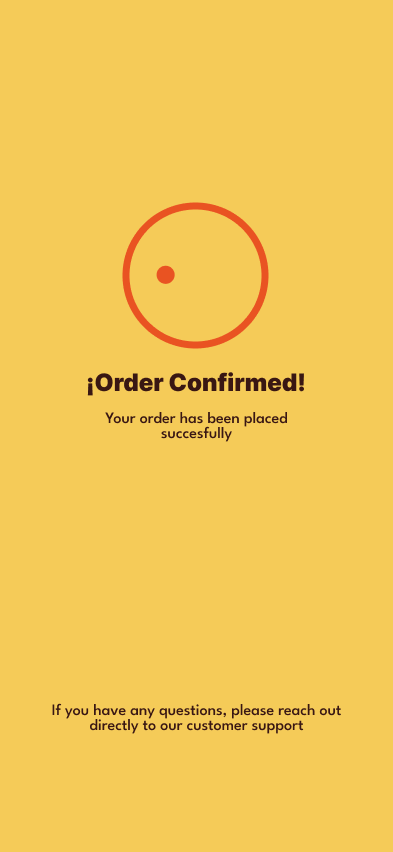 ¡Order Confirmed!
Your order has been placed
succesfully
If you have any questions, please reach out
directly to our customer support